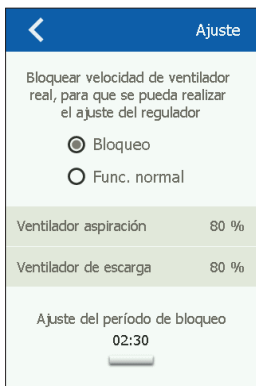 Ajuste
Bloquear velocidad de ventilador
real, para que se pueda realizar
el ajuste del regulador
Bloqueo
Func. normal
Ventilador aspiración 80 %
Ventilador de escarga 80 %
Ajuste del período de bloqueo
02:30